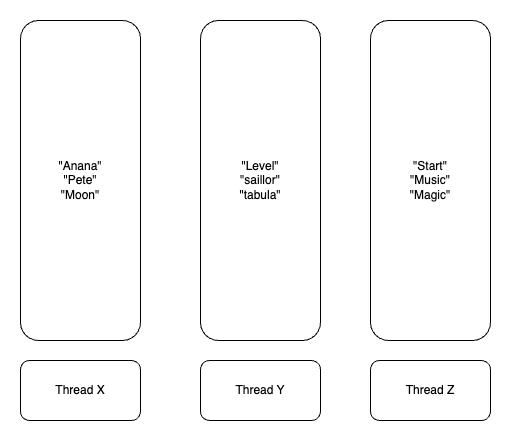 "Anana"
"Pete"
"Moon"
"Level"
"saillor"
"tabula"
"Start"
"Music"
"Magic"
Thread X
Thread Y
Thread Z